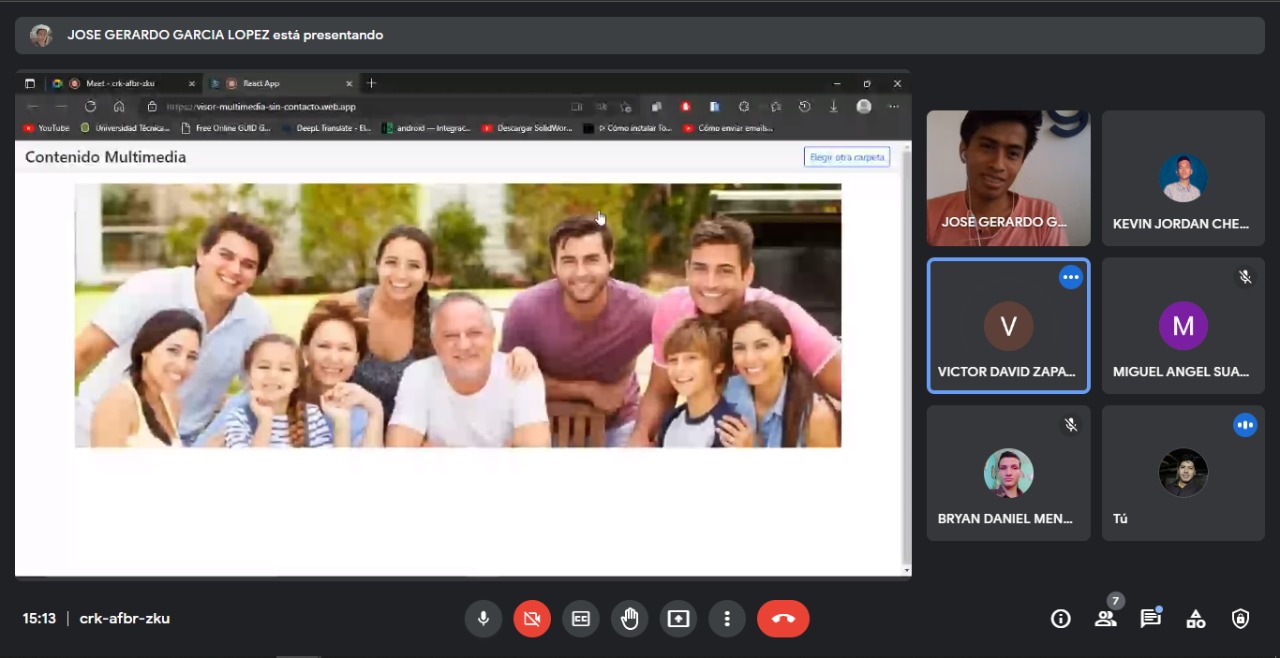 JOSE GERARDO GARCIA LOPEZ está presentando
Meet - crk-afbr-zku
React App
https://visor-multimedia-sin-contacto.web.app
YouTube
Universidad Técnica...
Free Online GUID G...
DeepL Translate - El...
android — Integrac...
Descargar SolidWor...
Cómo instalar To...
Cómo enviar emails...
Contenido Multimedia
Elegir otra carpeta
JOSE GERARDO G...
KEVIN JORDAN CHE...
V
VICTOR DAVID ZAPA...
M
MIGUEL ANGEL SUA...
BRYAN DANIEL MEN...
Tú
15:13 | crk-afbr-zku
7